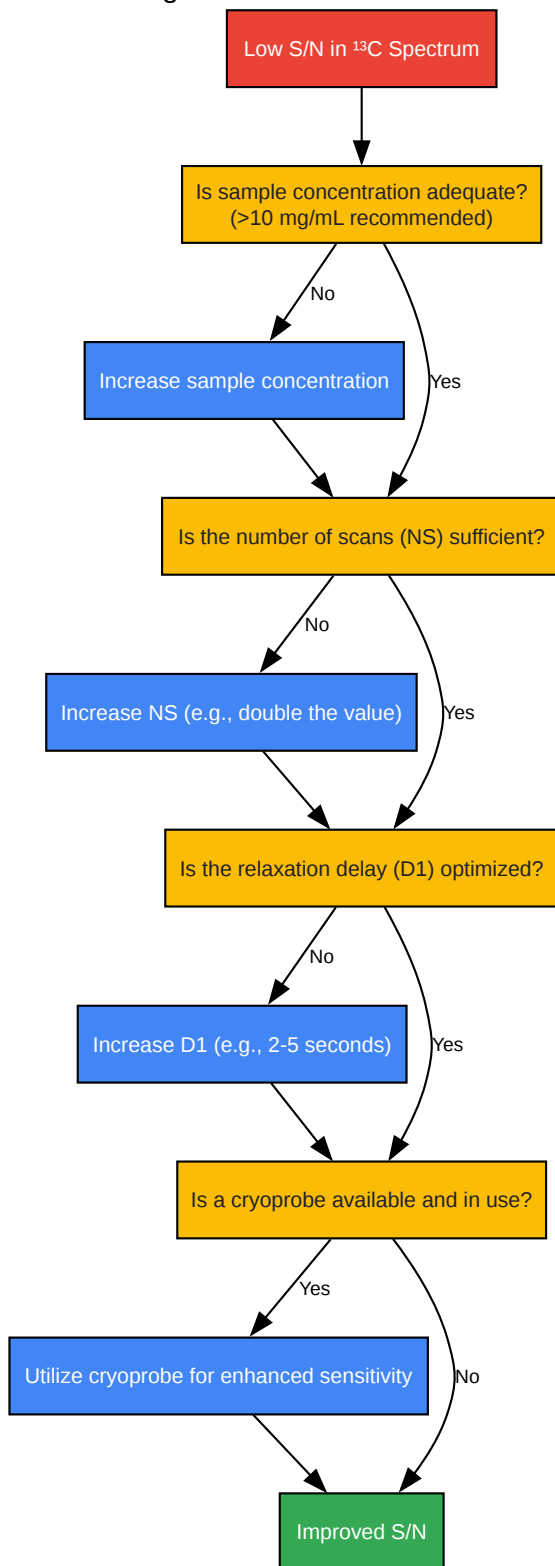 Low S/N in ¹³C Spectrum
Is sample concentration adequate?
(>10 mg/mL recommended)
No
Increase sample concentration
Yes
Is the number of scans (NS) sufficient?
No
Increase NS (e.g., double the value)
Yes
Is the relaxation delay (D1) optimized?
No
Increase D1 (e.g., 2-5 seconds)
Yes
Is a cryoprobe available and in use?
Yes
Utilize cryoprobe for enhanced sensitivity
No
Improved S/N